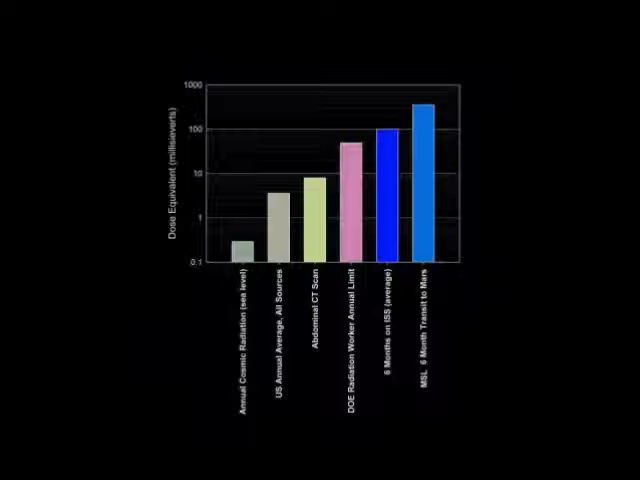 1000
100
10
1
0.1
Dose Equivalent (millisieverts)
Annual Cosmic Radiation (sea level)
US Annual Average, All Sources
Abdominal CT Scan
DOE Radiation Worker Annual Limit
6 Months on ISS (average)
MSL 6 Month Transit to Mars